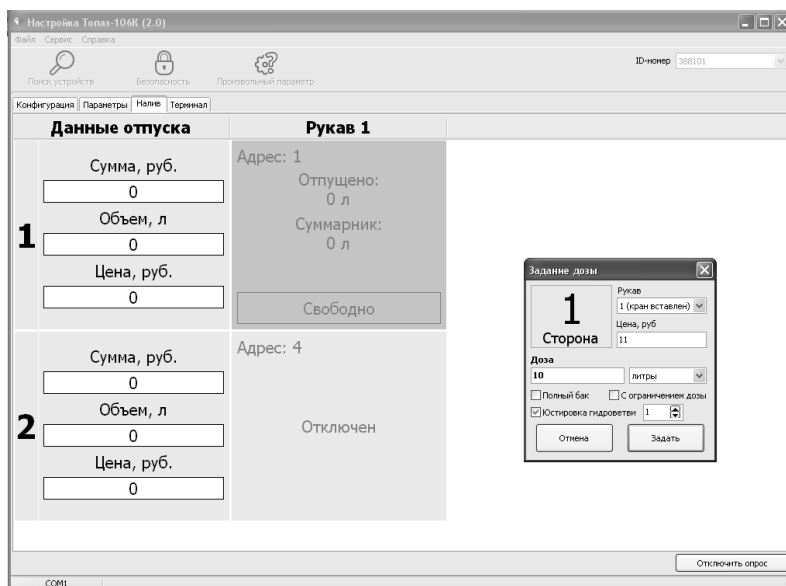 Настройка Топаз-106К (2.0)
Файл Сервис Справка
Поиск устройств Безопасность Произвольный параметр
ID-номер 388101
Конфигурация Параметры Налив Терминал
Данные отпуска Рукав 1
1
Сумма, руб.
0
Объем, л
0
Цена, руб.
0
Адрес: 1
Отпущено:
0 л
Суммарник:
0 л
Свободно
2
Сумма, руб.
0
Объем, л
0
Цена, руб.
0
Адрес: 4
Отключен
Задание дозы
1
Сторона
Рукав
1 (кран вставлен)
Цена, руб
11
Доза
10 литры
Полный бак С ограничением дозы
Юстировка гидроветви 1
Отмена Задать
Отключить опрос
COM1